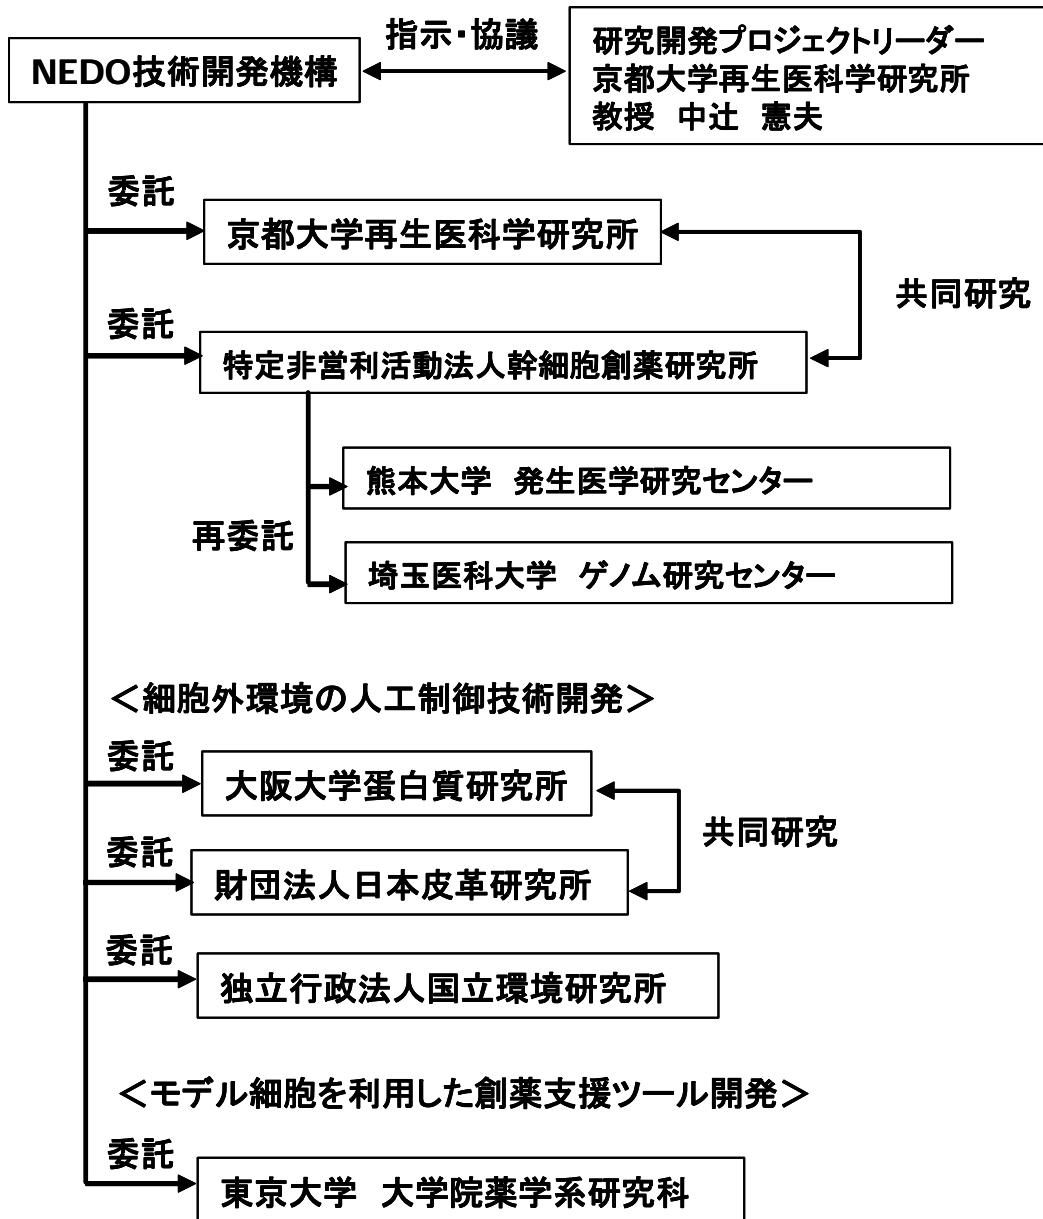 指示・協議
NEDO技術開発機構
研究開発プロジェクトリーダー
京都大学再生医科学研究所
教授　中辻　憲夫
委託
京都大学再生医科学研究所
共同研究
委託
特定非営利活動法人幹細胞創薬研究所
熊本大学　発生医学研究センター
再委託
埼玉医科大学　ゲノム研究センター
＜細胞外環境の人工制御技術開発＞
委託
大阪大学蛋白質研究所
共同研究
委託
財団法人日本皮革研究所
委託
独立行政法人国立環境研究所
＜モデル細胞を利用した創薬支援ツール開発＞
委託
東京大学　大学院薬学系研究科